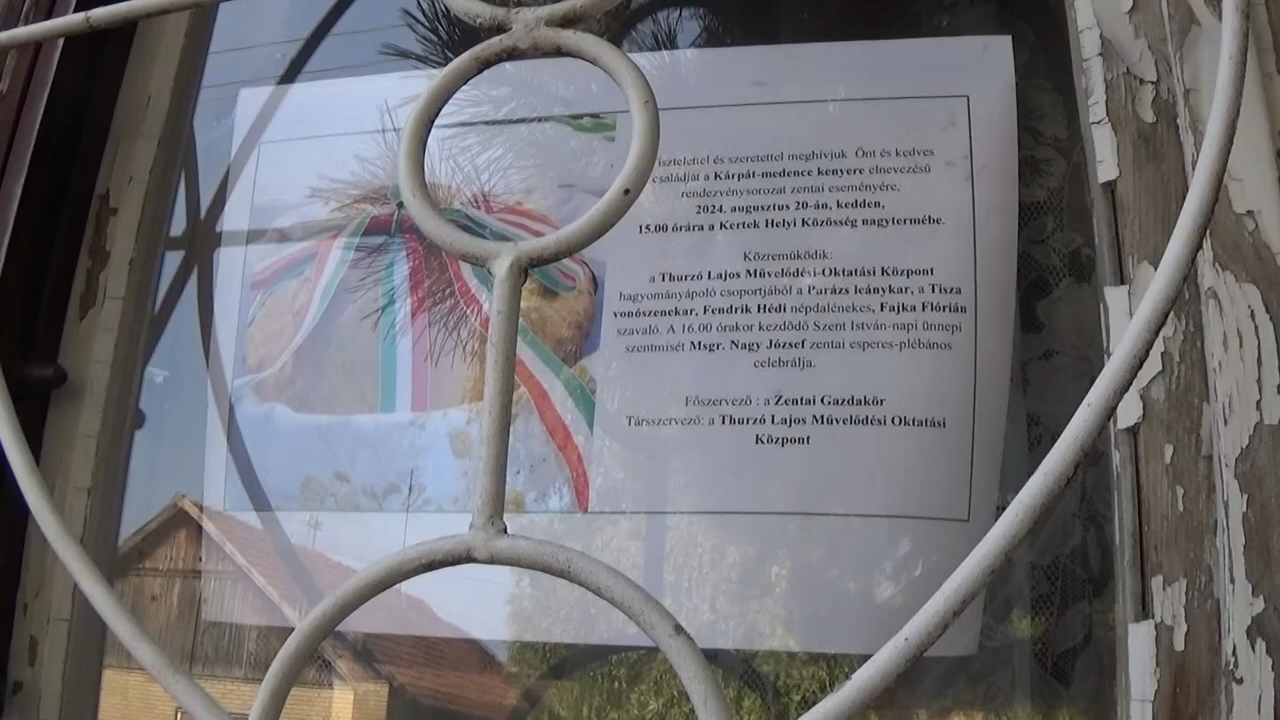 isztelettel és szeretettel meghívjuk Önt és kedves
családját a Kárpát-medence kenyere elnevezésű
rendezvénysorozat zentai eseményére,
2024. augusztus 20-án, kedden,
15.00 órára a Kertek Helyi Közösség nagytermébe.
Közreműködik:
a Thurzó Lajos Művelődési-Oktatási Központ
hagyományápoló csoportjából a Parázs leánykar, a Tisza
vonószenekar, Fendrik Hédi népdalénekes, Fajka Flórián
szavaló. A 16.00 órakor kezdődő Szent István-napi ünnepi
szentmisét Msgr. Nagy József zentai esperes-plébános
celebrálja.
Főszervező : a Zentai Gazdakör
Társszervező: a Thurzó Lajos Művelődési Oktatási
Központ